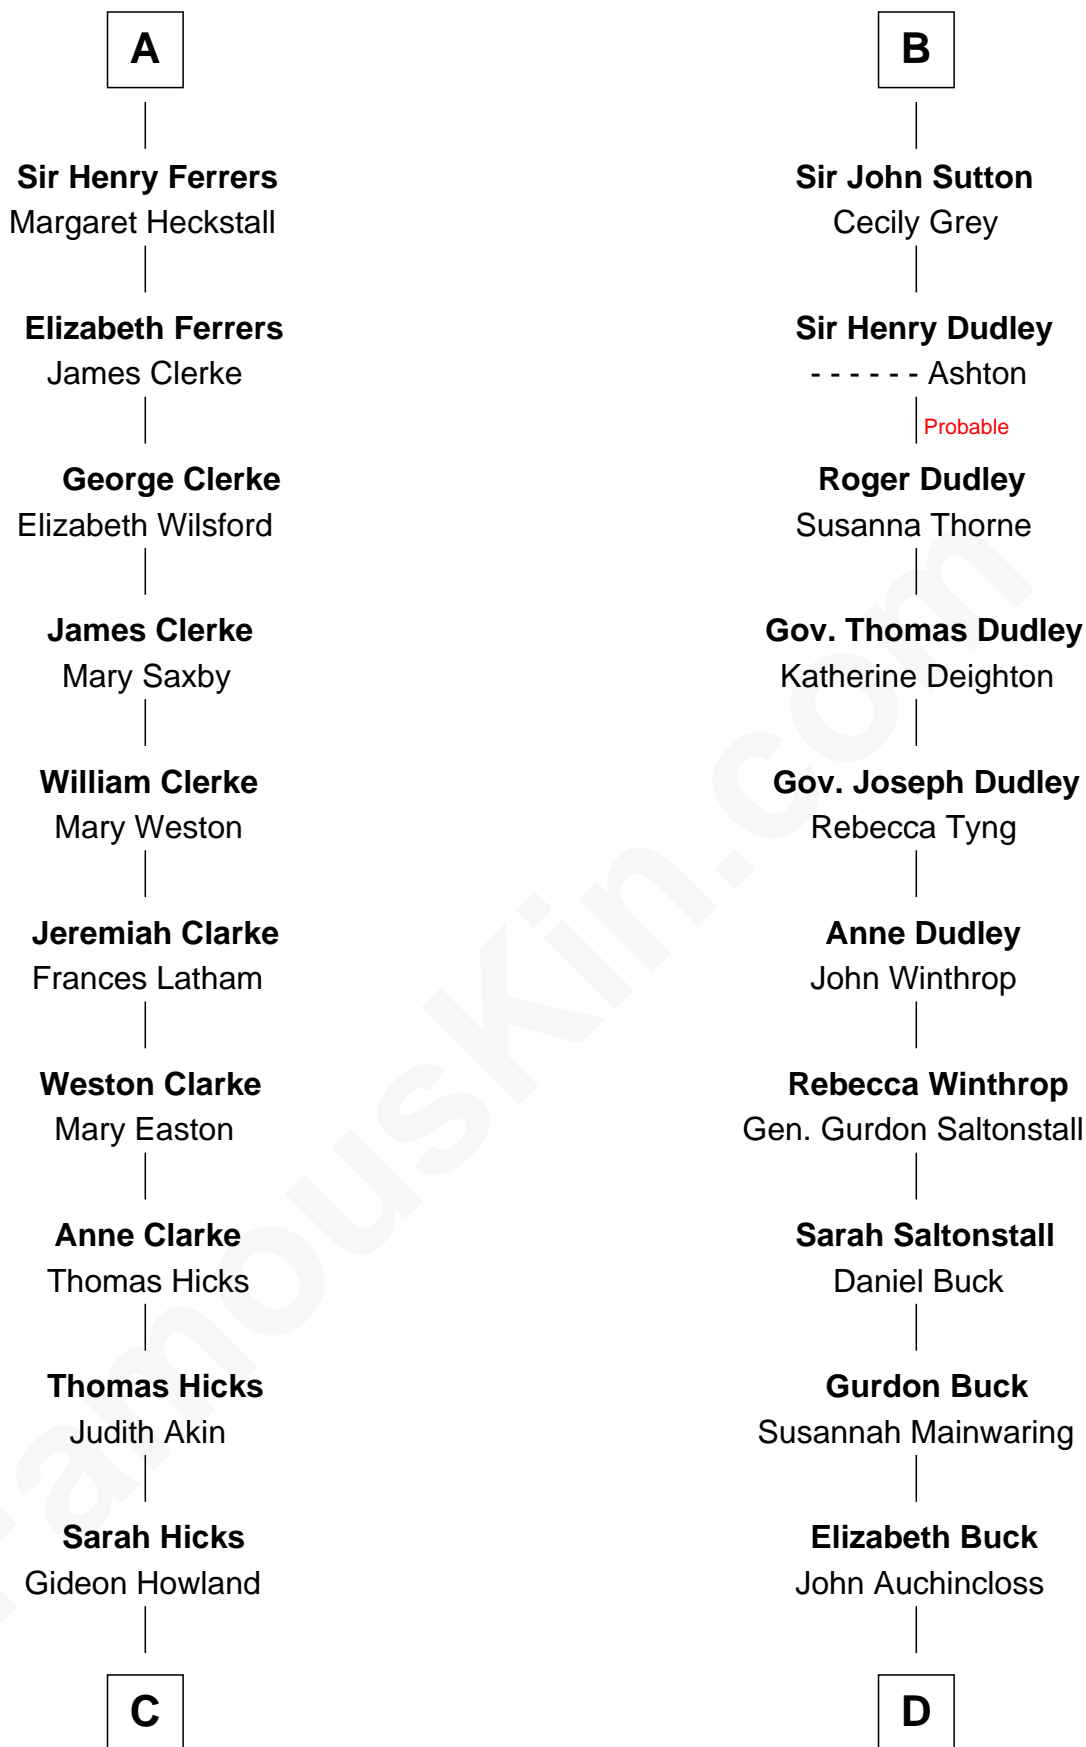 A
Sir Henry Ferrers
Margaret Heckstall
Elizabeth Ferrers
James Clerke
George Clerke
Elizabeth Wilsford
James Clerke
Mary Saxby
William Clerke
Mary Weston
Jeremiah Clarke
Frances Latham
Weston Clarke
Mary Easton
Anne Clarke
Thomas Hicks
Thomas Hicks
Judith Akin
Sarah Hicks
Gideon Howland
C
B
Sir John Sutton
Cecily Grey
Sir Henry Dudley
- - - - - - Ashton
Probable
Roger Dudley
Susanna Thorne
Gov. Thomas Dudley
Katherine Deighton
Gov. Joseph Dudley
Rebecca Tyng
Anne Dudley
John Winthrop
Rebecca Winthrop
Gen. Gurdon Saltonstall
Sarah Saltonstall
Daniel Buck
Gurdon Buck
Susannah Mainwaring
Elizabeth Buck
John Auchincloss
D
FamousKin.com